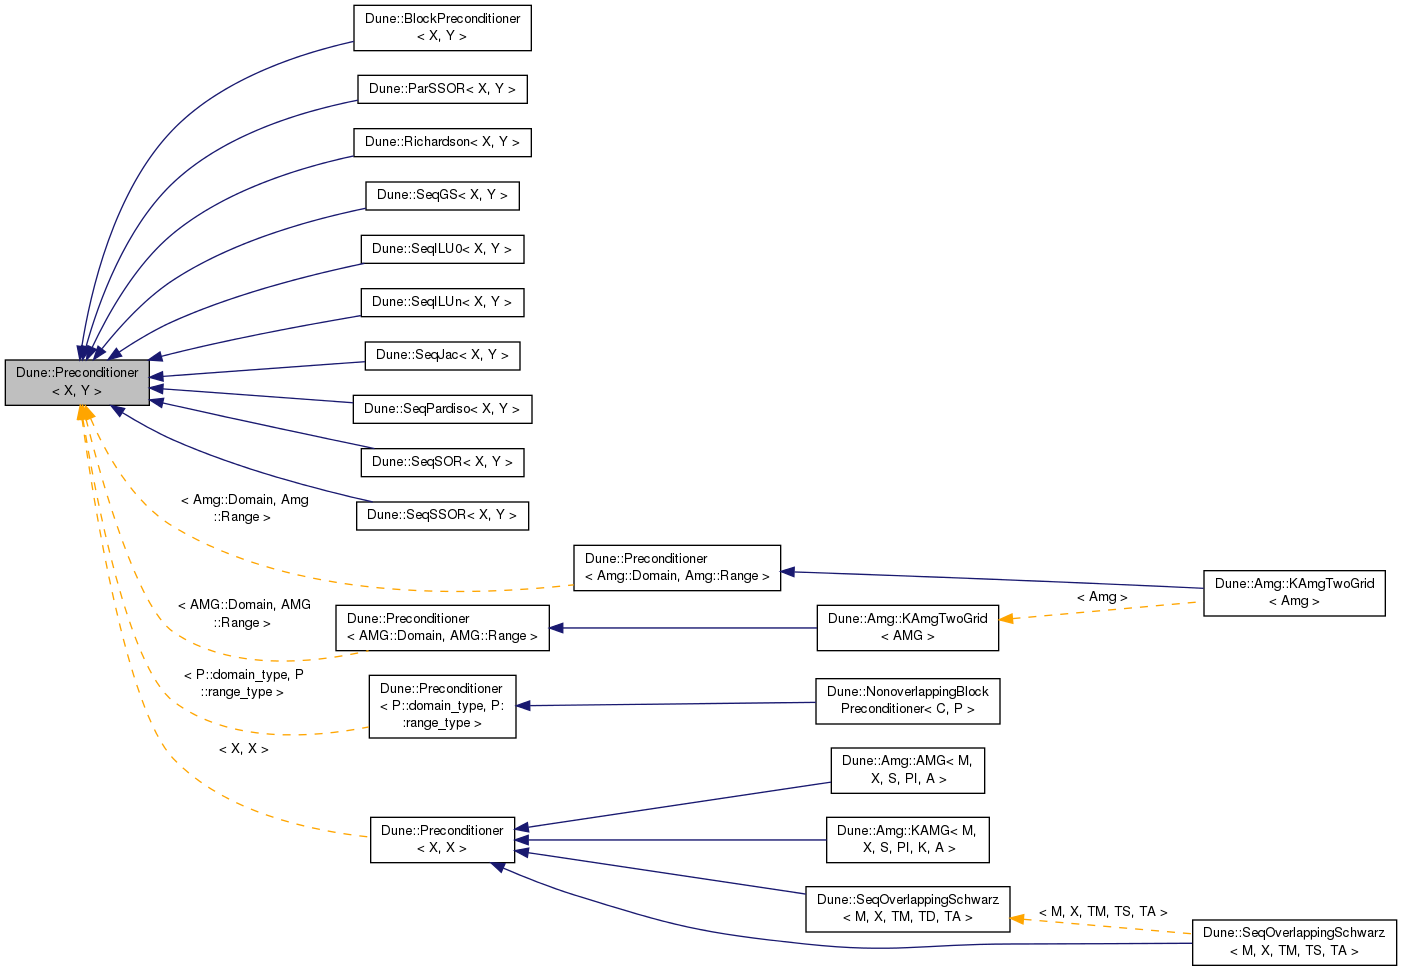 Dune::BlockPreconditioner
< X, Y >
Dune::ParSSOR< X, Y >
Dune::Richardson< X, Y >
Dune::SeqGS< X, Y >
Dune::SeqILU0< X, Y >
Dune::SeqILUn< X, Y >
Dune::SeqJac< X, Y >
Dune::Preconditioner
< X, Y >
Dune::SeqPardiso< X, Y >
Dune::SeqSOR< X, Y >
Dune::SeqSSOR< X, Y >
< Amg::Domain, Amg
::Range >
Dune::Preconditioner
< Amg::Domain, Amg::Range >
Dune::Amg::KAmgTwoGrid
< Amg >
< Amg >
< AMG::Domain, AMG
::Range >
Dune::Preconditioner
< AMG::Domain, AMG::Range >
Dune::Amg::KAmgTwoGrid
< AMG >
< P::domain_type, P
::range_type >
Dune::Preconditioner
< P::domain_type, P:
:range_type >
Dune::NonoverlappingBlock
Preconditioner< C, P >
< X, X >
Dune::Amg::AMG< M,
X, S, PI, A >
Dune::Preconditioner
< X, X >
Dune::Amg::KAMG< M,
X, S, PI, K, A >
Dune::SeqOverlappingSchwarz
< M, X, TM, TD, TA >
< M, X, TM, TS, TA >
Dune::SeqOverlappingSchwarz
< M, X, TM, TS, TA >